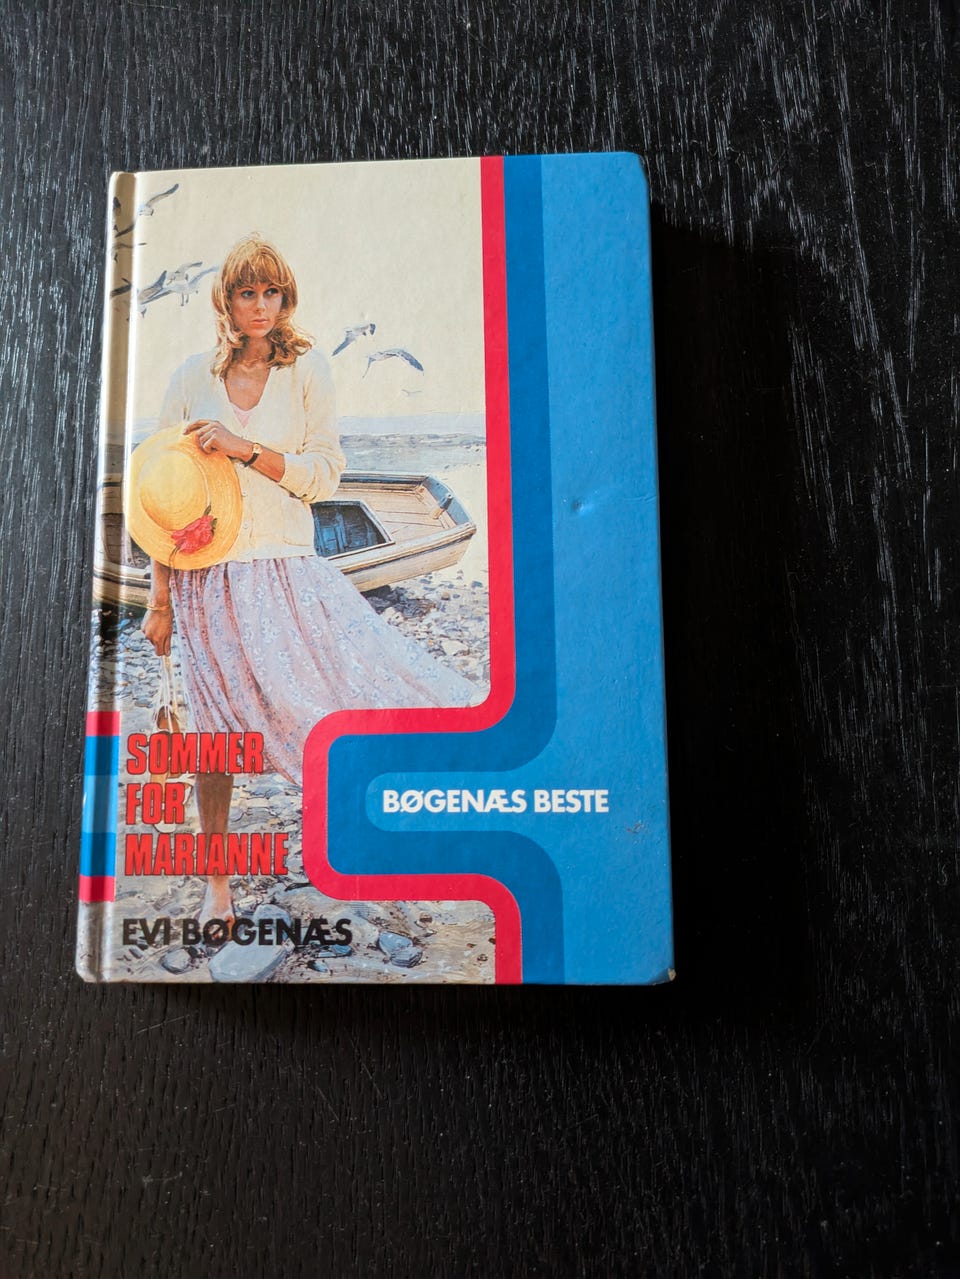 SOMMER
FOR
MARIANNE
EVI BØGENÆS
BØGENÆS BESTE